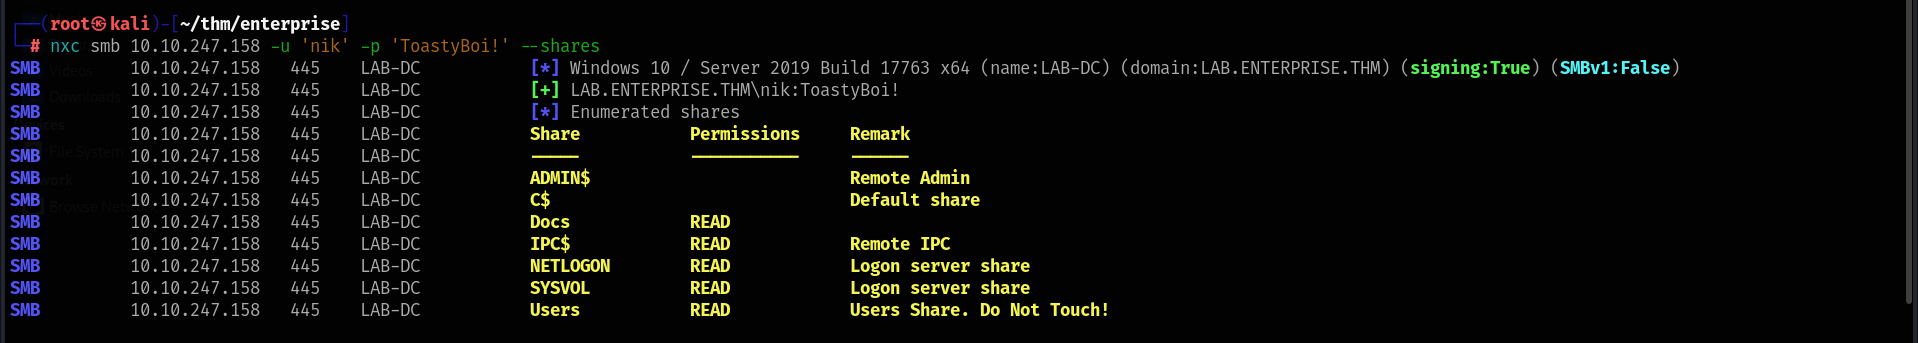 ┌──(root㉿kali)-[~/thm/enterprise]
└─# nxc smb 10.10.247.158 -u 'nik' -p 'ToastyBoi!' --shares
SMB 10.10.247.158 445 LAB-DC [*] Windows 10 / Server 2019 Build 17763 x64 (name:LAB-DC) (domain:LAB.ENTERPRISE.THM) (signing:True) (SMBv1:False)
SMB 10.10.247.158 445 LAB-DC [+] LAB.ENTERPRISE.THM\nik:ToastyBoi!
SMB 10.10.247.158 445 LAB-DC [*] Enumerated shares
SMB 10.10.247.158 445 LAB-DC Share Permissions Remark
SMB 10.10.247.158 445 LAB-DC ----- ----------- ------
SMB 10.10.247.158 445 LAB-DC ADMIN$ Remote Admin
SMB 10.10.247.158 445 LAB-DC C$ Default share
SMB 10.10.247.158 445 LAB-DC Docs READ
SMB 10.10.247.158 445 LAB-DC IPC$ READ Remote IPC
SMB 10.10.247.158 445 LAB-DC NETLOGON READ Logon server share
SMB 10.10.247.158 445 LAB-DC SYSVOL READ Logon server share
SMB 10.10.247.158 445 LAB-DC Users READ Users Share. Do Not Touch!
Videos
Downloads
File System